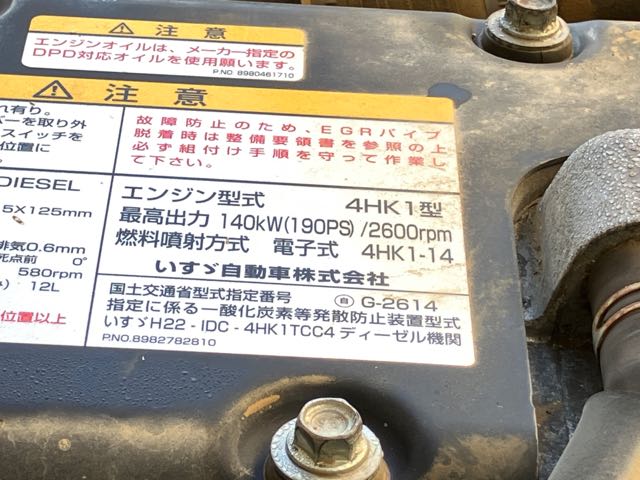 ⚠ 注意
エンジンオイルは、メーカー指定の
DPD対応オイルを使用願います。
P.NO 8980461710
⚠ 注意
れ有り。
バーを取り外
スイッチを
位置に
故障防止のため、EGRパイプ
脱着時は整備要領書を参照の上
必ず組付け手順を守って作業し
て下さい。
DIESEL
5X125mm
排気0.6mm
死点前 0°
580rpm
) 12L
位置以上
エンジン型式 4HK1型
最高出力 140kW(190PS)/2600rpm
燃料噴射方式 電子式 4HK1-14
いすゞ自動車株式会社
国土交通省型式指定番号 自 G-2614
指定に係る一酸化炭素等発散防止装置型式
いすゞH22-IDC-4HK1TCC4ディーゼル機関
P.NO.8982782810